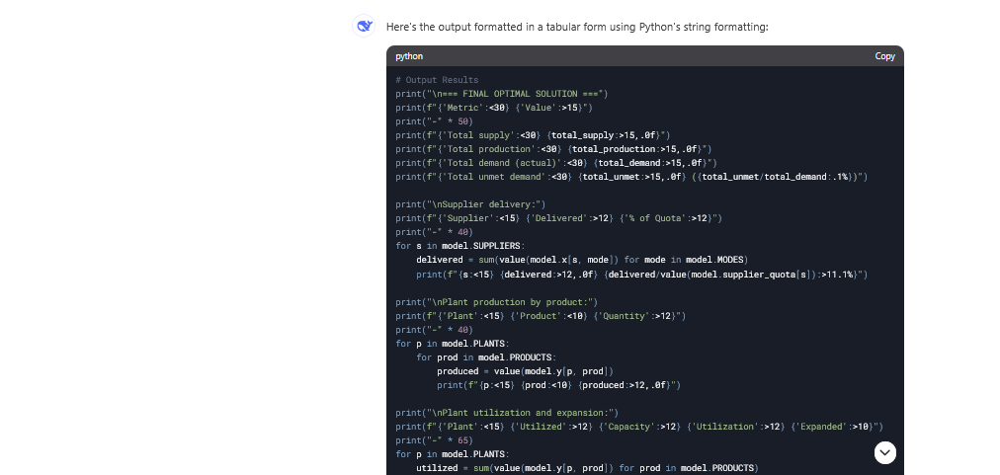 Here's the output formatted in a tabular form using Python's string formatting:
python
Copy
# Output Results
print("\n=== FINAL OPTIMAL SOLUTION ===")
print(f"{'Metric':<30} {'Value':>15}")
print("-" * 50)
print(f"{'Total supply':<30} {total_supply:>15,.0f}")
print(f"{'Total production':<30} {total_production:>15,.0f}")
print(f"{'Total demand (actual)':<30} {total_demand:>15,.0f}")
print(f"{'Total unmet demand':<30} {total_unmet:>15,.0f} ({total_unmet/total_demand:.1%})")
print("\nSupplier delivery:")
print(f"{'Supplier':<15} {'Delivered':>12} {'% of Quota':>12}")
print("-" * 40)
for s in model.SUPPLIERS:
    delivered = sum(value(model.x[s, mode]) for mode in model.MODES)
    print(f"{s:<15} {delivered:>12,.0f} {delivered/value(model.supplier_quota[s]):>11.1%}")
print("\nPlant production by product:")
print(f"{'Plant':<15} {'Product':<10} {'Quantity':>12}")
print("-" * 40)
for p in model.PLANTS:
    for prod in model.PRODUCTS:
        produced = value(model.y[p, prod])
        print(f"{p:<15} {prod:<10} {produced:>12,.0f}")
print("\nPlant utilization and expansion:")
print(f"{'Plant':<15} {'Utilized':>12} {'Capacity':>12} {'Utilization':>12} {'Expanded':>10}")
print("-" * 65)
for p in model.PLANTS:
    utilized = sum(value(model.y[p, prod]) for prod in model.PRODUCTS)